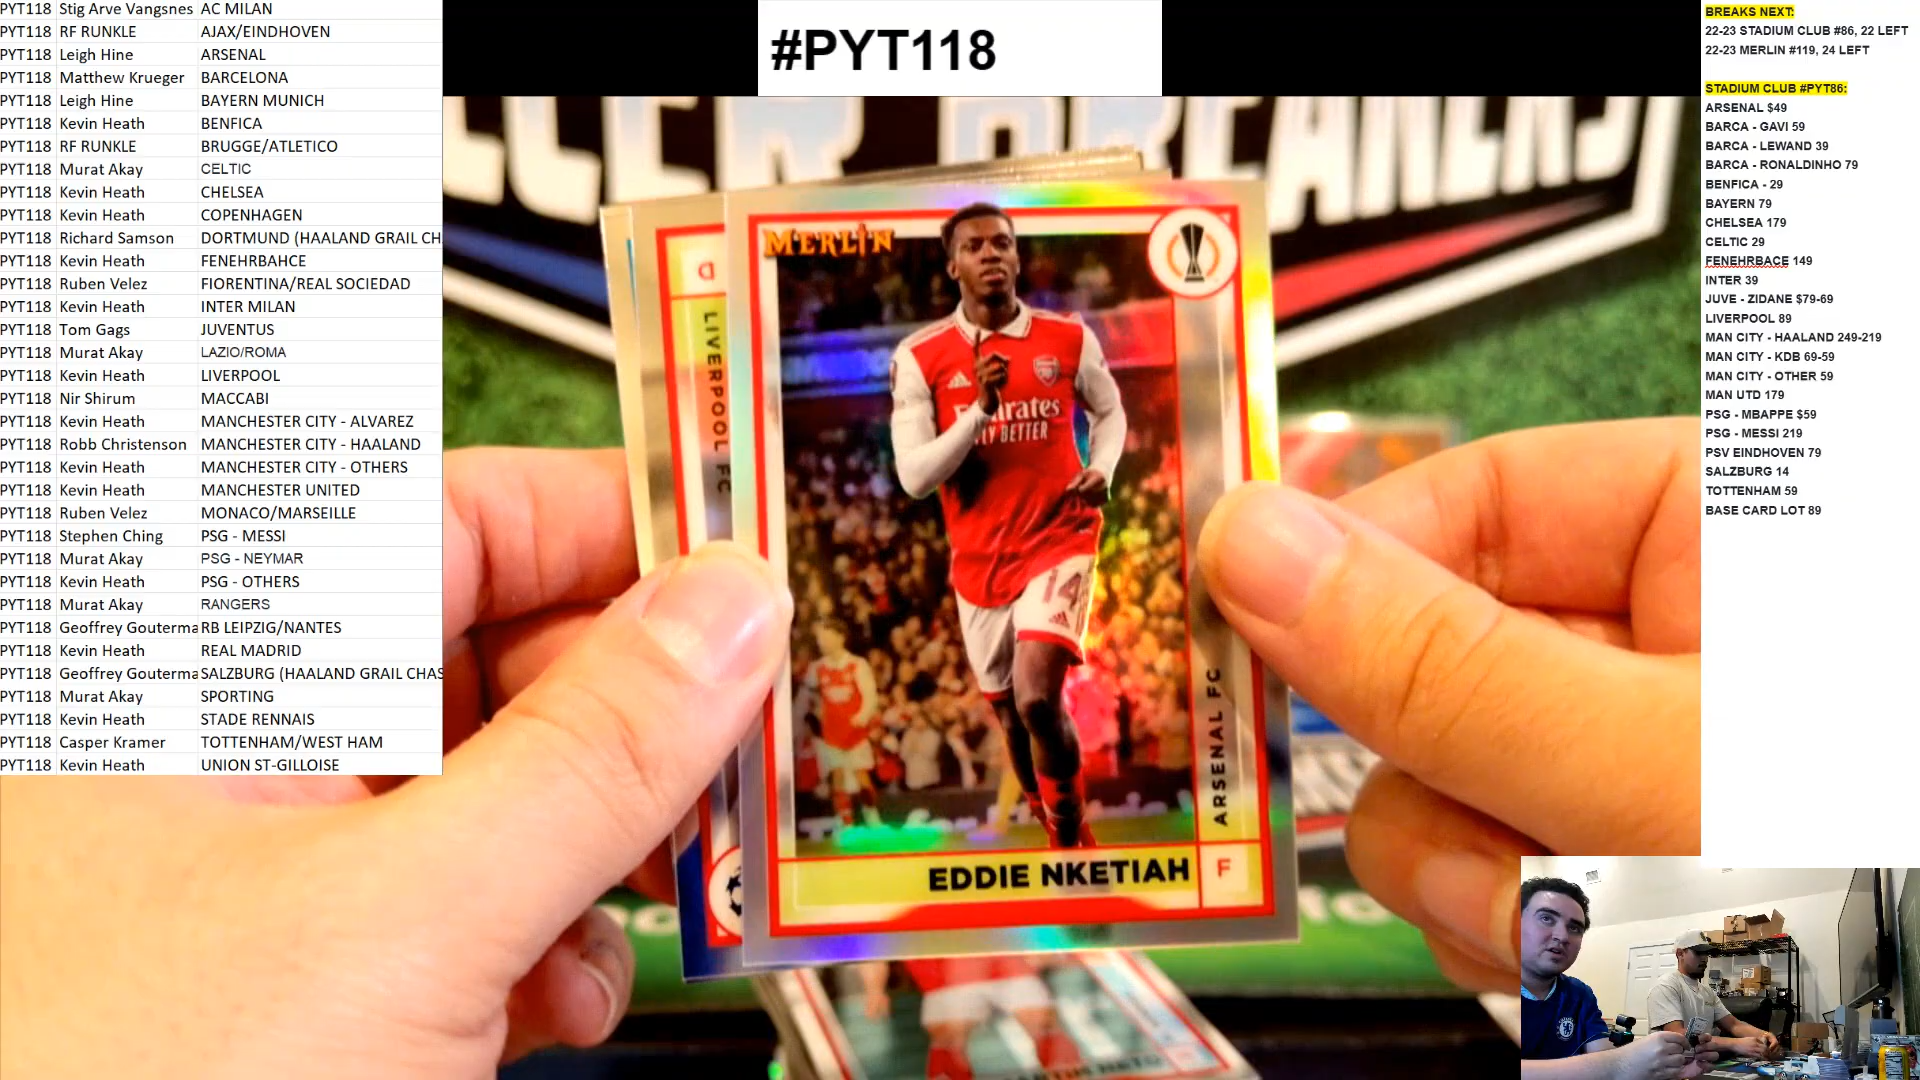 PYT118 Stig Arve Vangsnes AC MILAN
PYT118 RF RUNKLE AJAX/EINDHOVEN
PYT118 Leigh Hine ARSENAL
PYT118 Matthew Krueger BARCELONA
PYT118 Leigh Hine BAYERN MUNICH
PYT118 Kevin Heath BENFICA
PYT118 RF RUNKLE BRUGGE/ATLETICO
PYT118 Murat Akay CELTIC
PYT118 Kevin Heath CHELSEA
PYT118 Kevin Heath COPENHAGEN
PYT118 Richard Samson DORTMUND (HAALAND GRAIL CH
PYT118 Kevin Heath FENEHRBAHCE
PYT118 Ruben Velez FIORENTINA/REAL SOCIEDAD
PYT118 Kevin Heath INTER MILAN
PYT118 Tom Gags JUVENTUS
PYT118 Murat Akay LAZIO/ROMA
PYT118 Kevin Heath LIVERPOOL
PYT118 Nir Shirum MACCABI
PYT118 Kevin Heath MANCHESTER CITY - ALVAREZ
PYT118 Robb Christenson MANCHESTER CITY - HAALAND
PYT118 Kevin Heath MANCHESTER CITY - OTHERS
PYT118 Kevin Heath MANCHESTER UNITED
PYT118 Ruben Velez MONACO/MARSEILLE
PYT118 Stephen Ching PSG - MESSI
PYT118 Murat Akay PSG - NEYMAR
PYT118 Kevin Heath PSG - OTHERS
PYT118 Murat Akay RANGERS
PYT118 Geoffrey Gouterma RB LEIPZIG/NANTES
PYT118 Kevin Heath REAL MADRID
PYT118 Geoffrey Gouterma SALZBURG (HAALAND GRAIL CHAS
PYT118 Murat Akay SPORTING
PYT118 Kevin Heath STADE RENNAIS
PYT118 Casper Kramer TOTTENHAM/WEST HAM
PYT118 Kevin Heath UNION ST-GILLOISE
#PYT118
BREAKERS
MERLIN
D
LIVERPOOL FC
Emirates
FLY BETTER
14
ARSENAL FC
EDDIE NKETIAH
F
BREAKS NEXT:
22-23 STADIUM CLUB #86, 22 LEFT
22-23 MERLIN #119, 24 LEFT
STADIUM CLUB #PYT86:
ARSENAL $49
BARCA - GAVI 59
BARCA - LEWAND 39
BARCA - RONALDINHO 79
BENFICA - 29
BAYERN 79
CHELSEA 179
CELTIC 29
FENEHRBACE 149
INTER 39
JUVE - ZIDANE $79-69
LIVERPOOL 89
MAN CITY - HAALAND 249-219
MAN CITY - KDB 69-59
MAN CITY - OTHER 59
MAN UTD 179
PSG - MBAPPE $59
PSG - MESSI 219
PSV EINDHOVEN 79
SALZBURG 14
TOTTENHAM 59
BASE CARD LOT 89